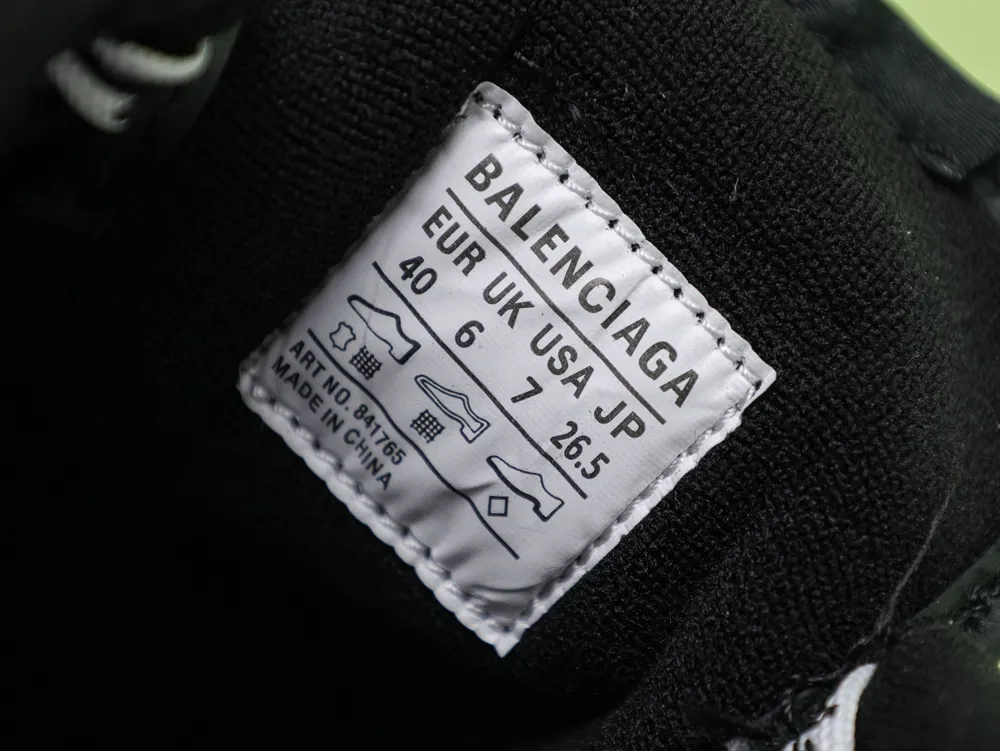 BALENCIAGA
EUR UK USA JP
40 6 7 26.5
ART NO. 841765
MADE IN CHINA